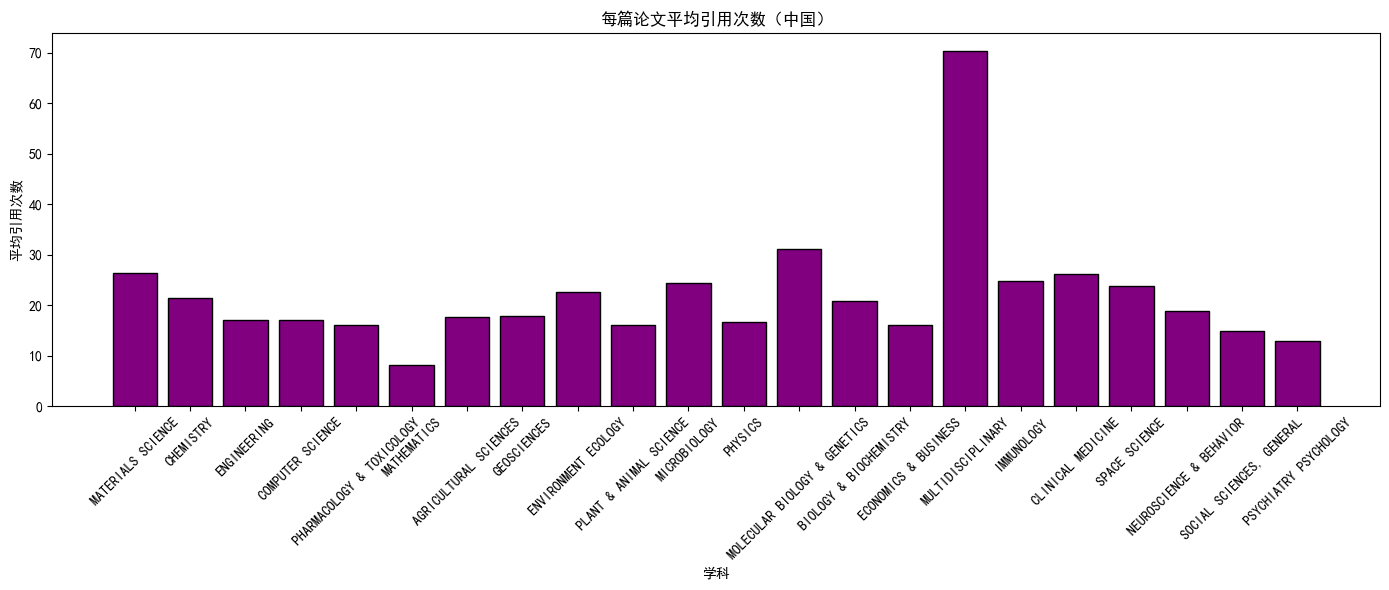 每篇论文平均引用次数（中国）
平均引用次数
70
60
50
40
30
20
10
0
MATERIALS SCIENCE
CHEMISTRY
ENGINEERING
COMPUTER SCIENCE
PHARMACOLOGY & TOXICOLOGY
MATHEMATICS
AGRICULTURAL SCIENCES
GEOSCIENCES
ENVIRONMENT ECOLOGY
PLANT & ANIMAL SCIENCE
MICROBIOLOGY
PHYSICS
MOLECULAR BIOLOGY & GENETICS
BIOLOGY & BIOCHEMISTRY
ECONOMICS & BUSINESS
MULTIDISCIPLINARY
IMMUNOLOGY
CLINICAL MEDICINE
SPACE SCIENCE
NEUROSCIENCE & BEHAVIOR
SOCIAL SCIENCES, GENERAL
PSYCHIATRY PSYCHOLOGY
学科